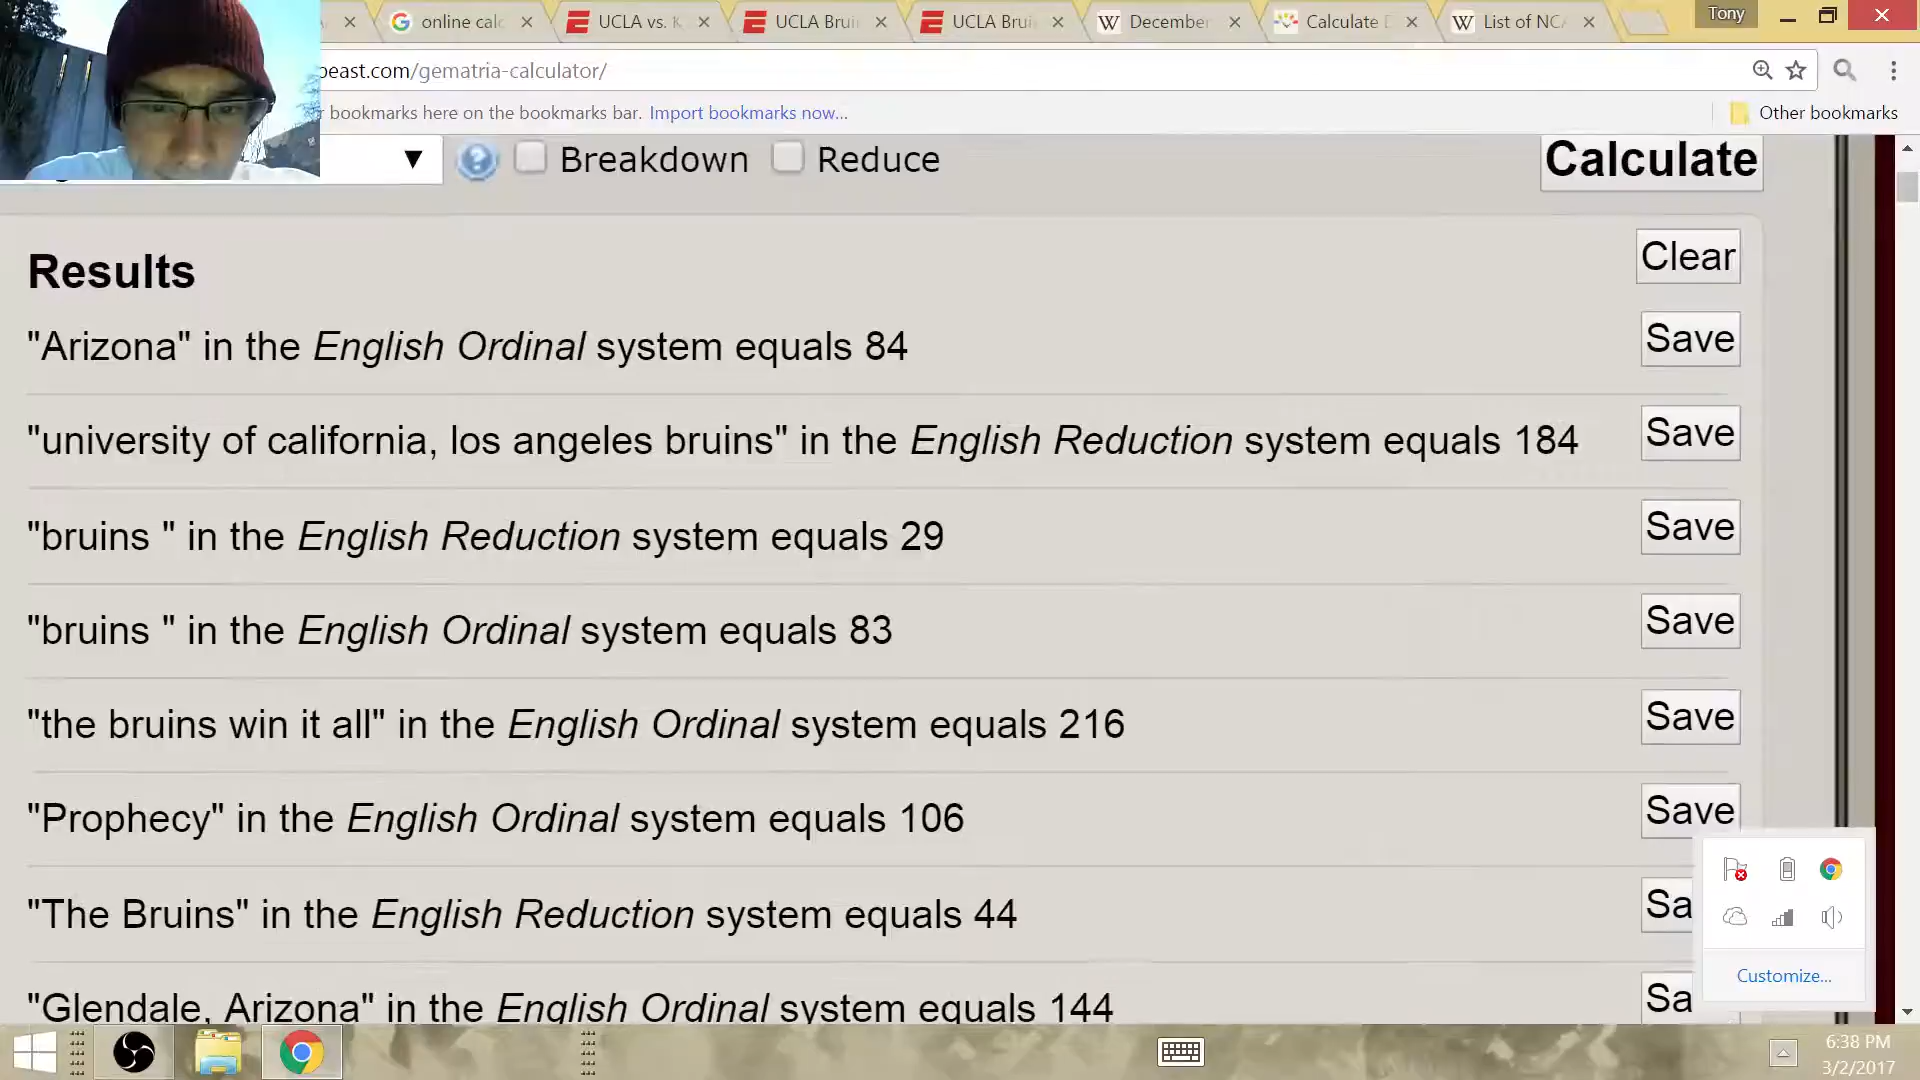 online calc
UCLA vs. K
UCLA Bruin
UCLA Brui
December
Calculate D
List of NCA
Tony
beast.com/gematria-calculator/
r bookmarks here on the bookmarks bar. Import bookmarks now...
Other bookmarks
Breakdown
Reduce
Calculate
Results
Clear
"Arizona" in the English Ordinal system equals 84
Save
"university of california, los angeles bruins" in the English Reduction system equals 184
Save
"bruins " in the English Reduction system equals 29
Save
"bruins " in the English Ordinal system equals 83
Save
"the bruins win it all" in the English Ordinal system equals 216
Save
"Prophecy" in the English Ordinal system equals 106
Save
"The Bruins" in the English Reduction system equals 44
Sa
"Glendale, Arizona" in the English Ordinal system equals 144
Sa
Customize...
6:38 PM
3/2/2017